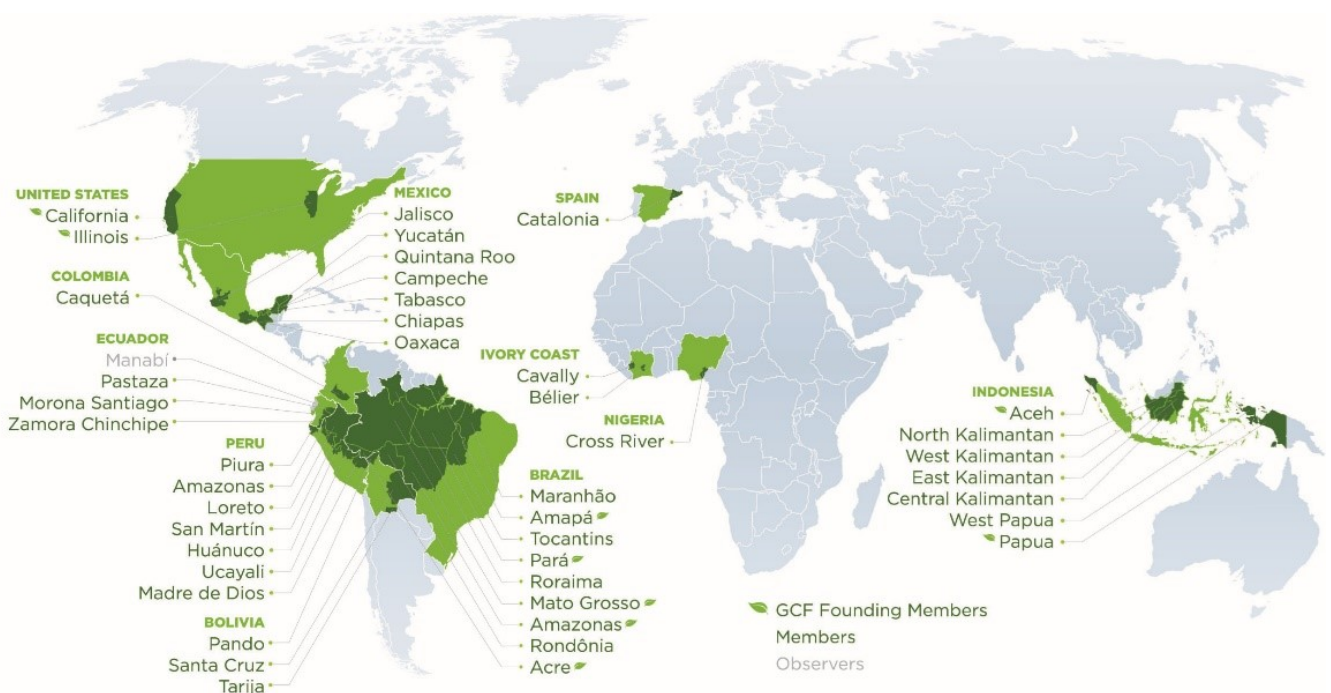 UNITED STATES
California
Illinois
COLOMBIA
Caquetá
ECUADOR
Manabí
Pastaza
Morona Santiago
Zamora Chinchipe
PERU
Piura
Amazonas
Loreto
San Martín
Huánuco
Ucayali
Madre de Dios
BOLIVIA
Pando
Santa Cruz
Tarija
MEXICO
Jalisco
Yucatán
Quintana Roo
Campeche
Tabasco
Chiapas
Oaxaca
BRAZIL
Maranhão
Amapá
Tocantins
Pará
Roraima
Mato Grosso
Amazonas
Rondônia
Acre
SPAIN
Catalonia
IVORY COAST
Cavally
Bélier
NIGERIA
Cross River
INDONESIA
Aceh
North Kalimantan
West Kalimantan
East Kalimantan
Central Kalimantan
West Papua
Papua
GCF Founding Members
Members
Observers